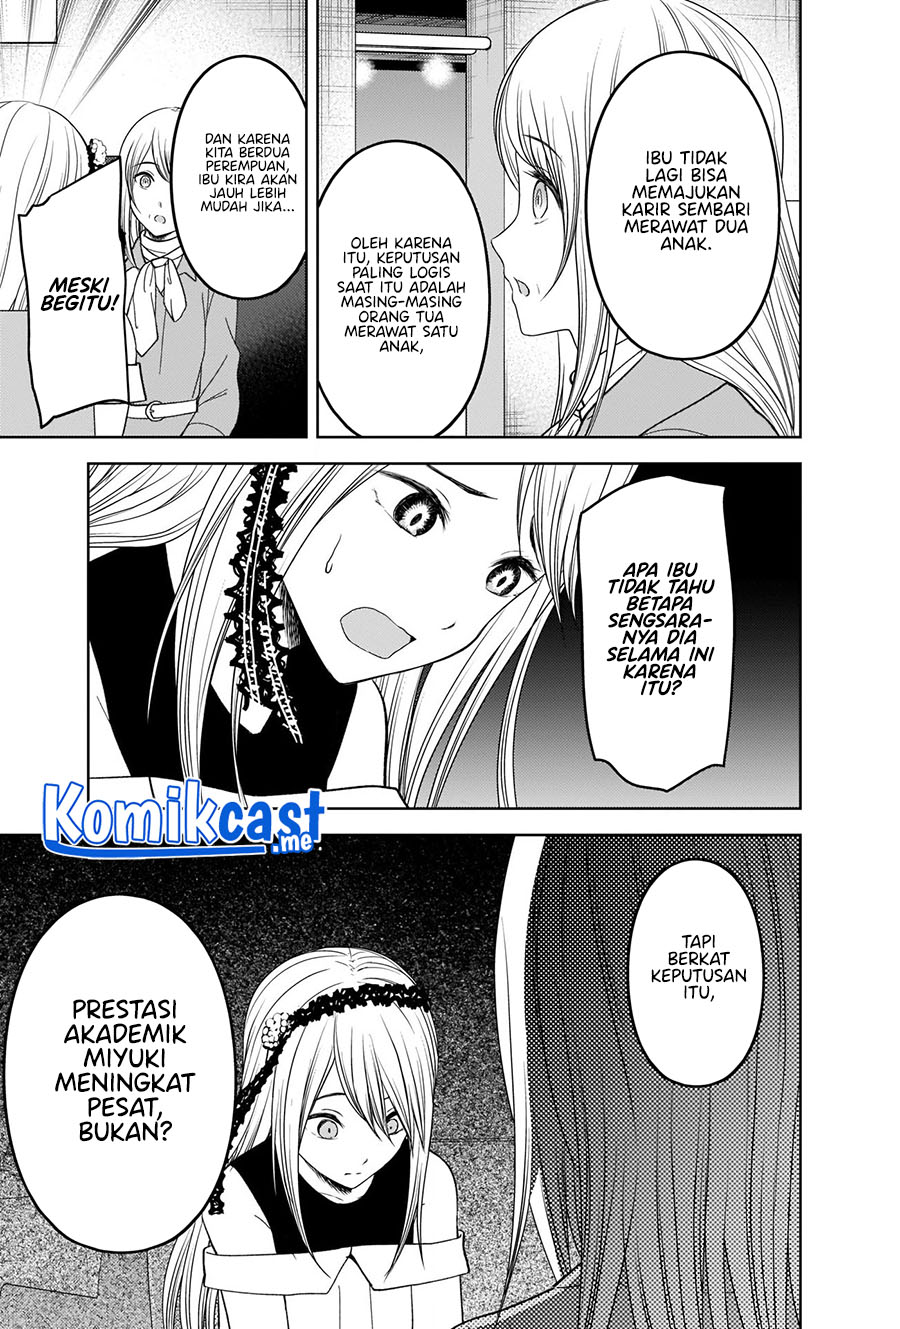 IBU TIDAK
LAGI BISA
MEMAJUKAN
KARIR SEMBARI
MERAWAT DUA
ANAK.
OLEH KARENA
ITU, KEPUTUSAN
PALING LOGIS
SAAT ITU ADALAH
MASING-MASING
ORANG TUA
MERAWAT SATU
ANAK,
DAN KARENA
KITA BERDUA
PEREMPUAN,
IBU KIRA AKAN
JAUH LEBIH
MUDAH JIKA...
MESKI
BEGITU!
APA IBU
TIDAK TAHU
BETAPA
SENGSARA-
NYA DIA
SELAMA INI
KARENA
ITU?
Komikcast
.me
TAPI
BERKAT
KEPUTUSAN
ITU,
PRESTASI
AKADEMIK
MIYUKI
MENINGKAT
PESAT,
BUKAN?